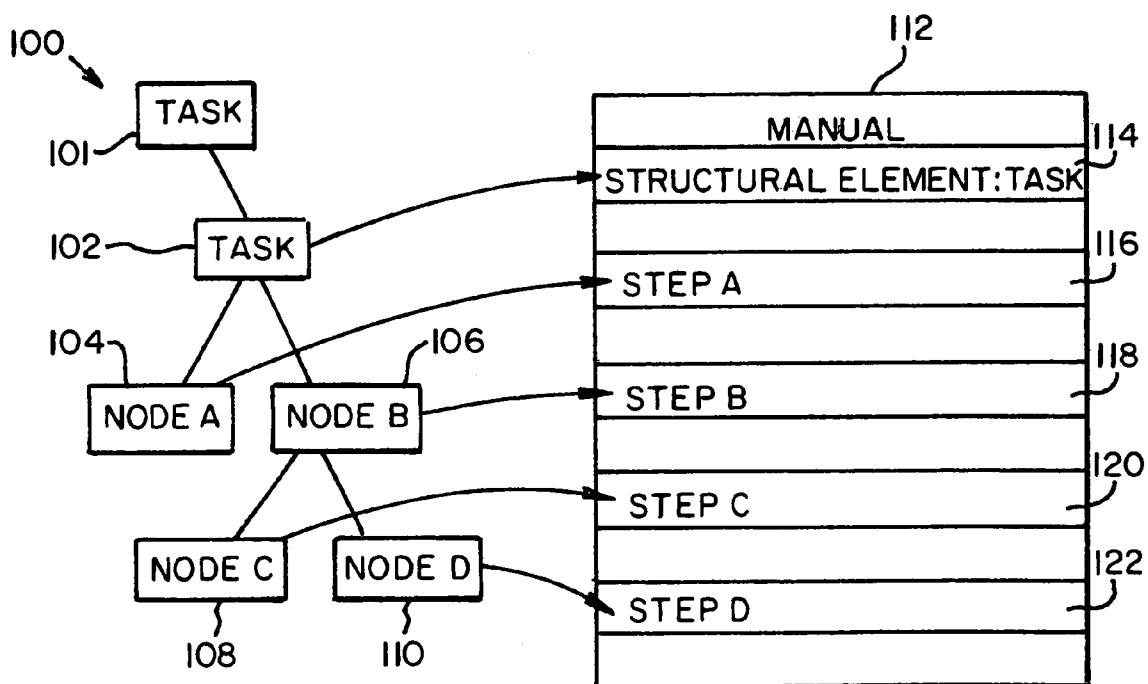 100
TASK
101
102
TASK
104
106
NODE A
NODE B
NODE C
NODE D
108
110
112
MANUAL
114
STRUCTURAL ELEMENT:TASK
116
STEP A
118
STEP B
120
STEP C
122
STEP D